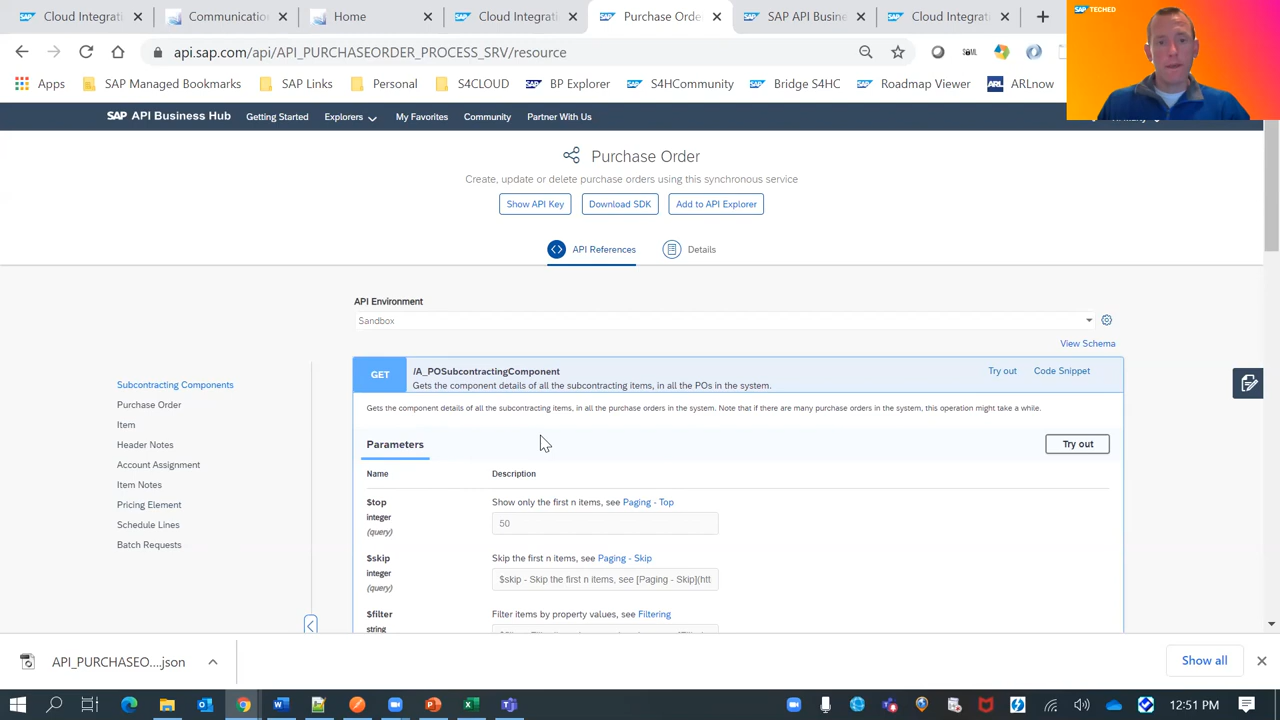 Cloud Integrati
Communicatio
Home
Cloud Integrati
Purchase Order
SAP API Busine
Cloud Integrati
SAP TECHED
api.sap.com/api/API_PURCHASEORDER_PROCESS_SRV/resource
Apps
SAP Managed Bookmarks
SAP Links
Personal
S4CLOUD
BP Explorer
S4HCommunity
Bridge S4HC
Roadmap Viewer
ARLnow
SAP API Business Hub
Getting Started
Explorers
My Favorites
Community
Partner With Us
Purchase Order
Create, update or delete purchase orders using this synchronous service
Show API Key
Download SDK
Add to API Explorer
API References
Details
API Environment
Sandbox
View Schema
Subcontracting Components
Purchase Order
Item
Header Notes
Account Assignment
Item Notes
Pricing Element
Schedule Lines
Batch Requests
GET
/A_POSubcontractingComponent
Try out
Code Snippet
Gets the component details of all the subcontracting items, in all the POs in the system.
Gets the component details of all the subcontracting items, in all the purchase orders in the system. Note that if there are many purchase orders in the system, this operation might take a while.
Parameters
Try out
Name
Description
$top
Show only the first n items, see Paging - Top
integer
(query)
50
$skip
Skip the first n items, see Paging - Skip
integer
(query)
$skip - Skip the first n items, see [Paging - Skip](htt
$filter
Filter items by property values, see Filtering
string
API_PURCHASEO....json
Show all
12:51 PM